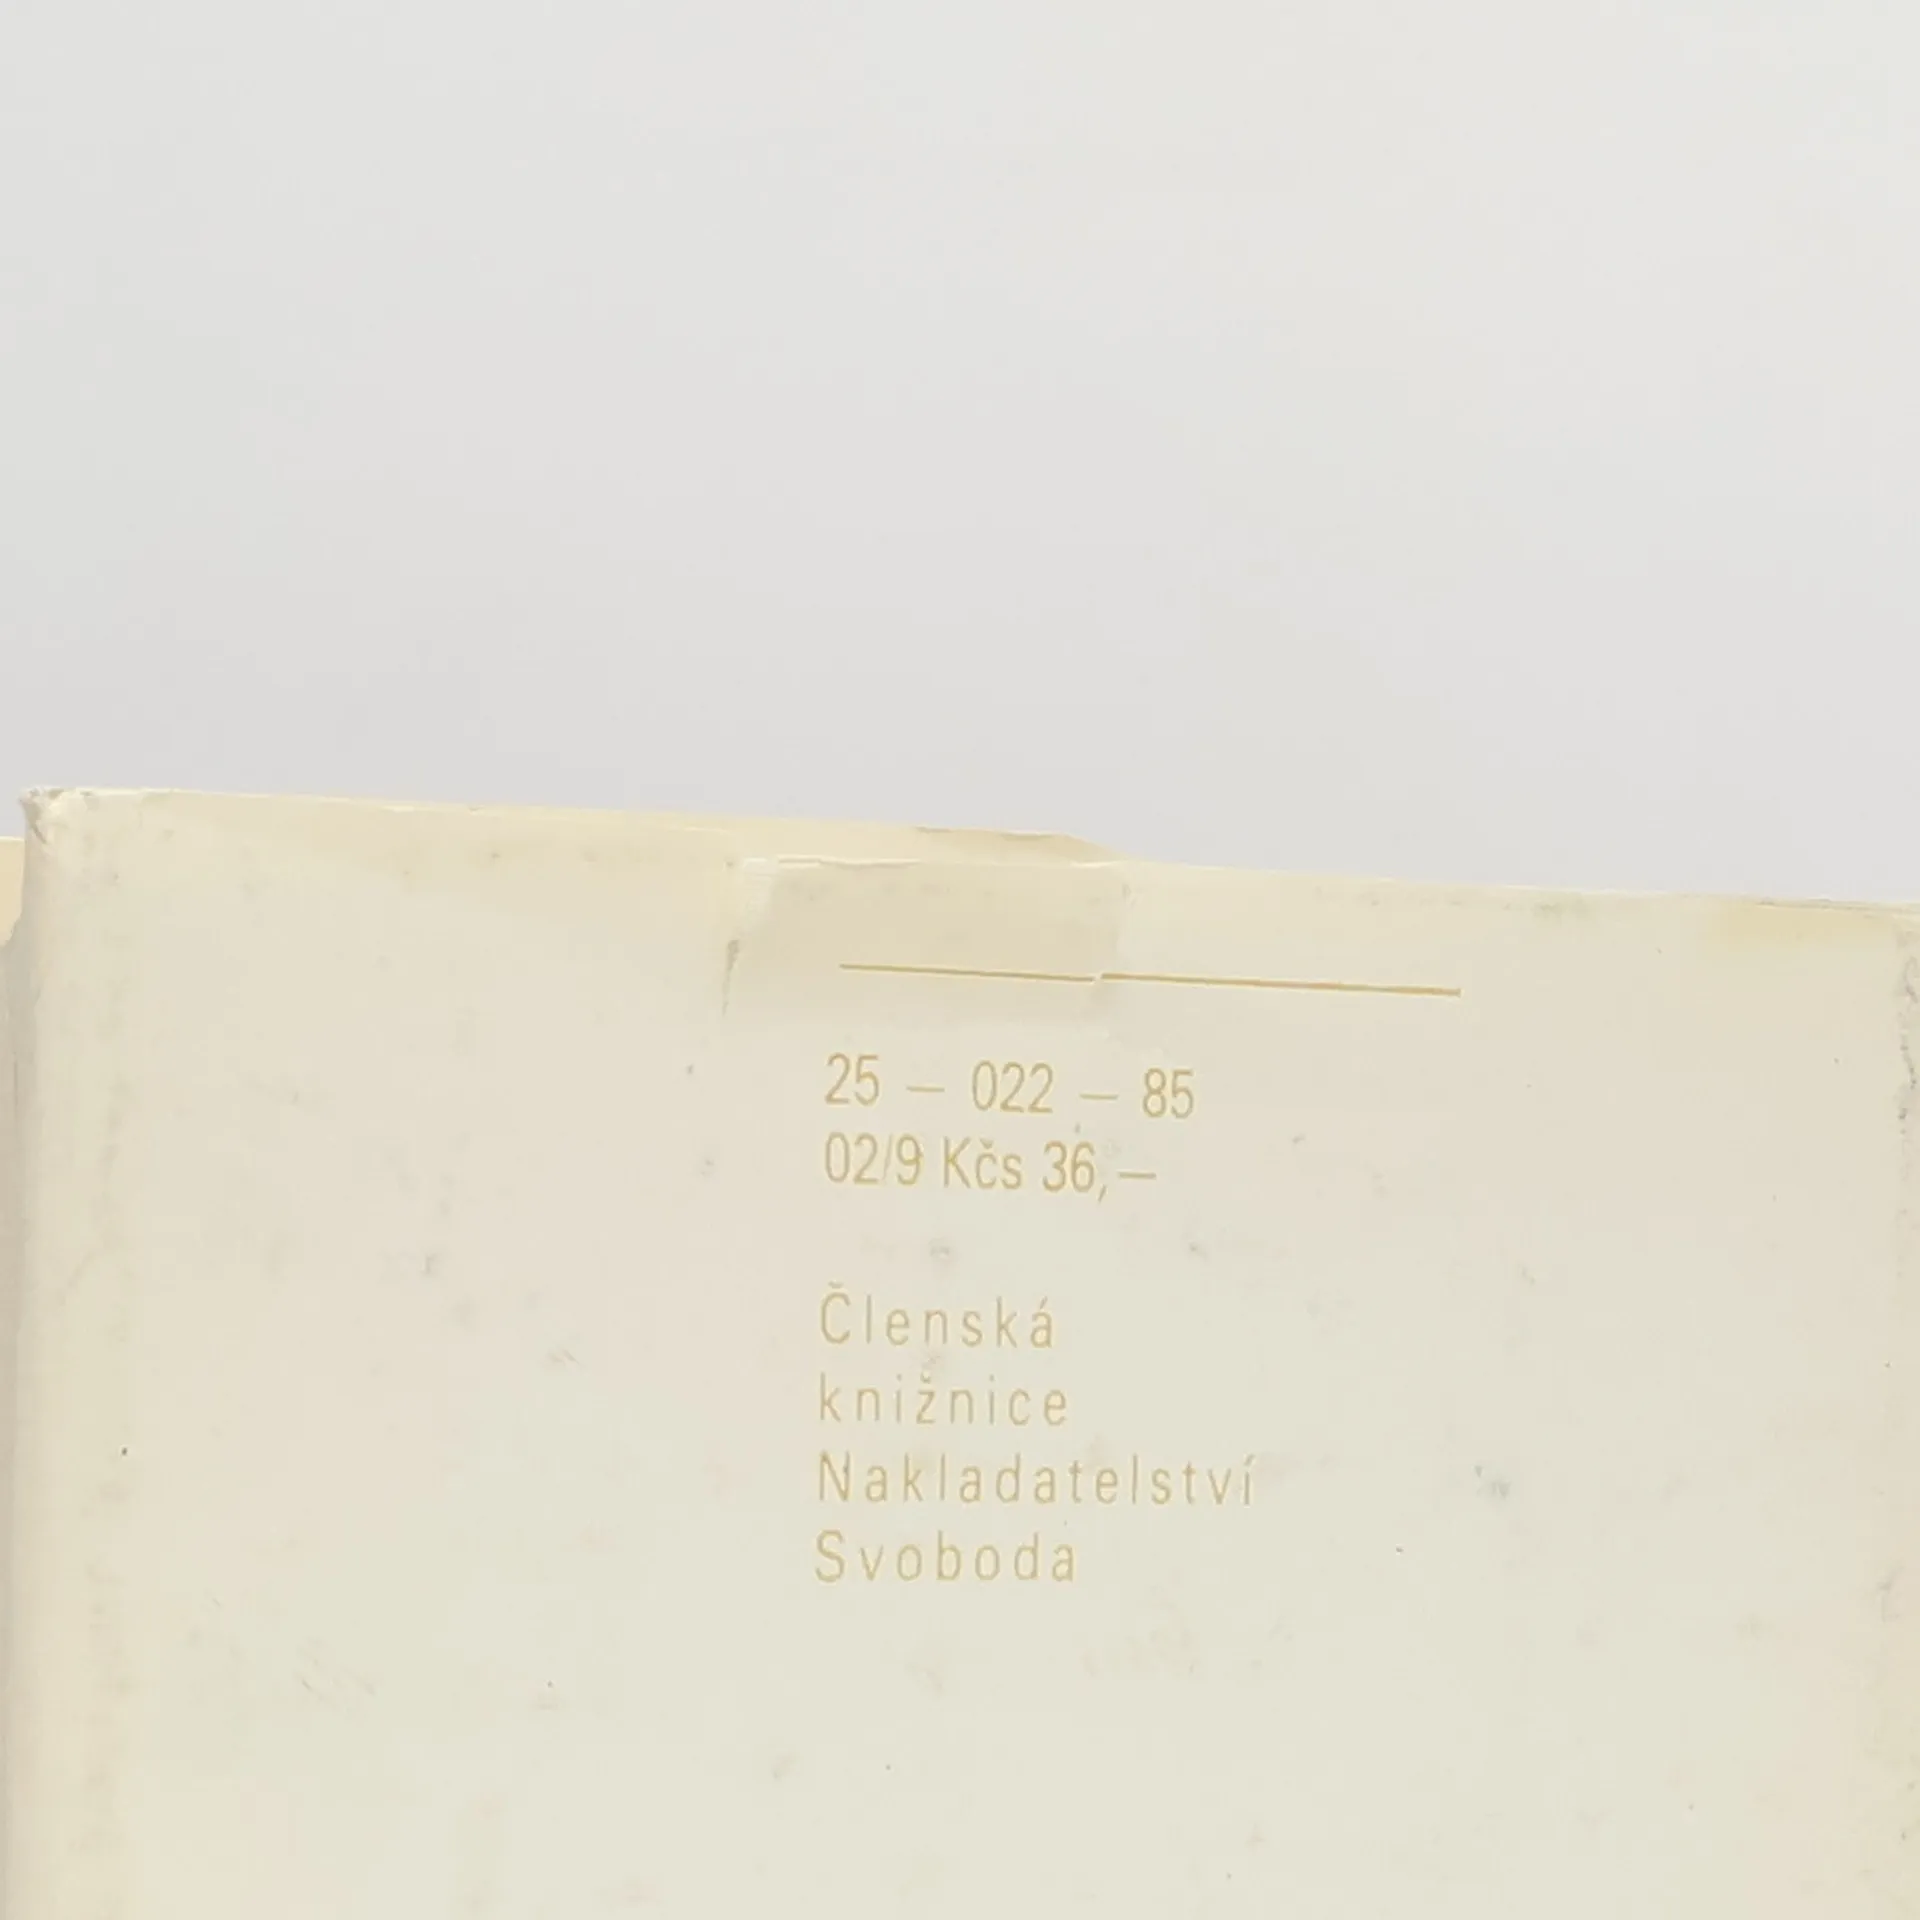 25 – 022 – 85
02/9 Kčs 36,–
Členská
knižnice
Nakladatelství
Svoboda